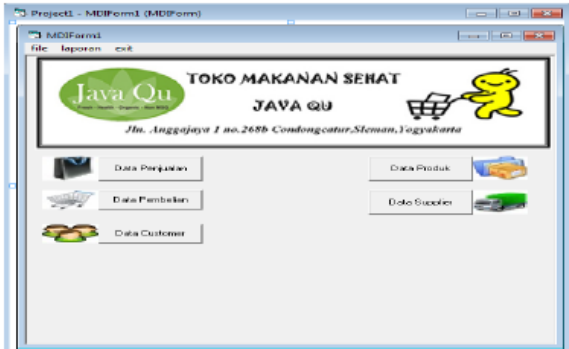 Project1 - MDIForm1 (MDIForm)
MDIForm1
file laporan exit
Java Qu
TOKO MAKANAN SEHAT
JAVA QU
Jln. Anggajaya 1 no.268b Condongcatur,Sleman,Yogyakarta
Data Penjualan
Data Produk
Data Pembelian
Data Supplier
Data Customer